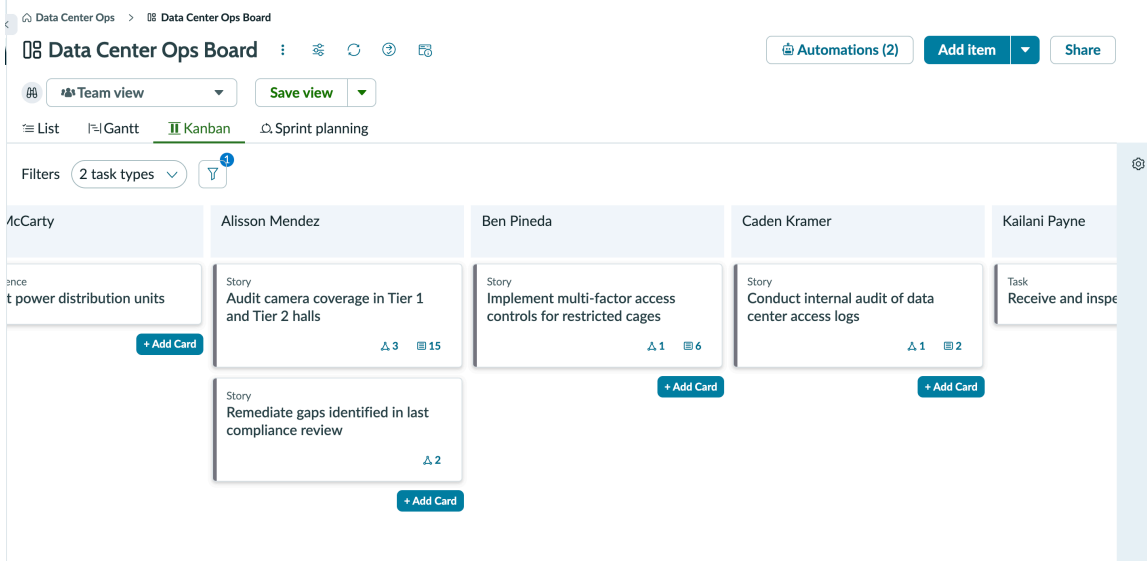 Data Center Ops > Data Center Ops Board
Data Center Ops Board
Automations (2)
Add item
Share
Team view
Save view
List
Gantt
Kanban
Sprint planning
Filters
2 task types
1
McCarty
Alisson Mendez
Ben Pineda
Caden Kramer
Kailani Payne
ence
t power distribution units
+ Add Card
Story
Audit camera coverage in Tier 1
and Tier 2 halls
3 15
Story
Remediate gaps identified in last
compliance review
2
+ Add Card
Story
Implement multi-factor access
controls for restricted cages
1 6
+ Add Card
Story
Conduct internal audit of data
center access logs
1 2
+ Add Card
Task
Receive and inspe